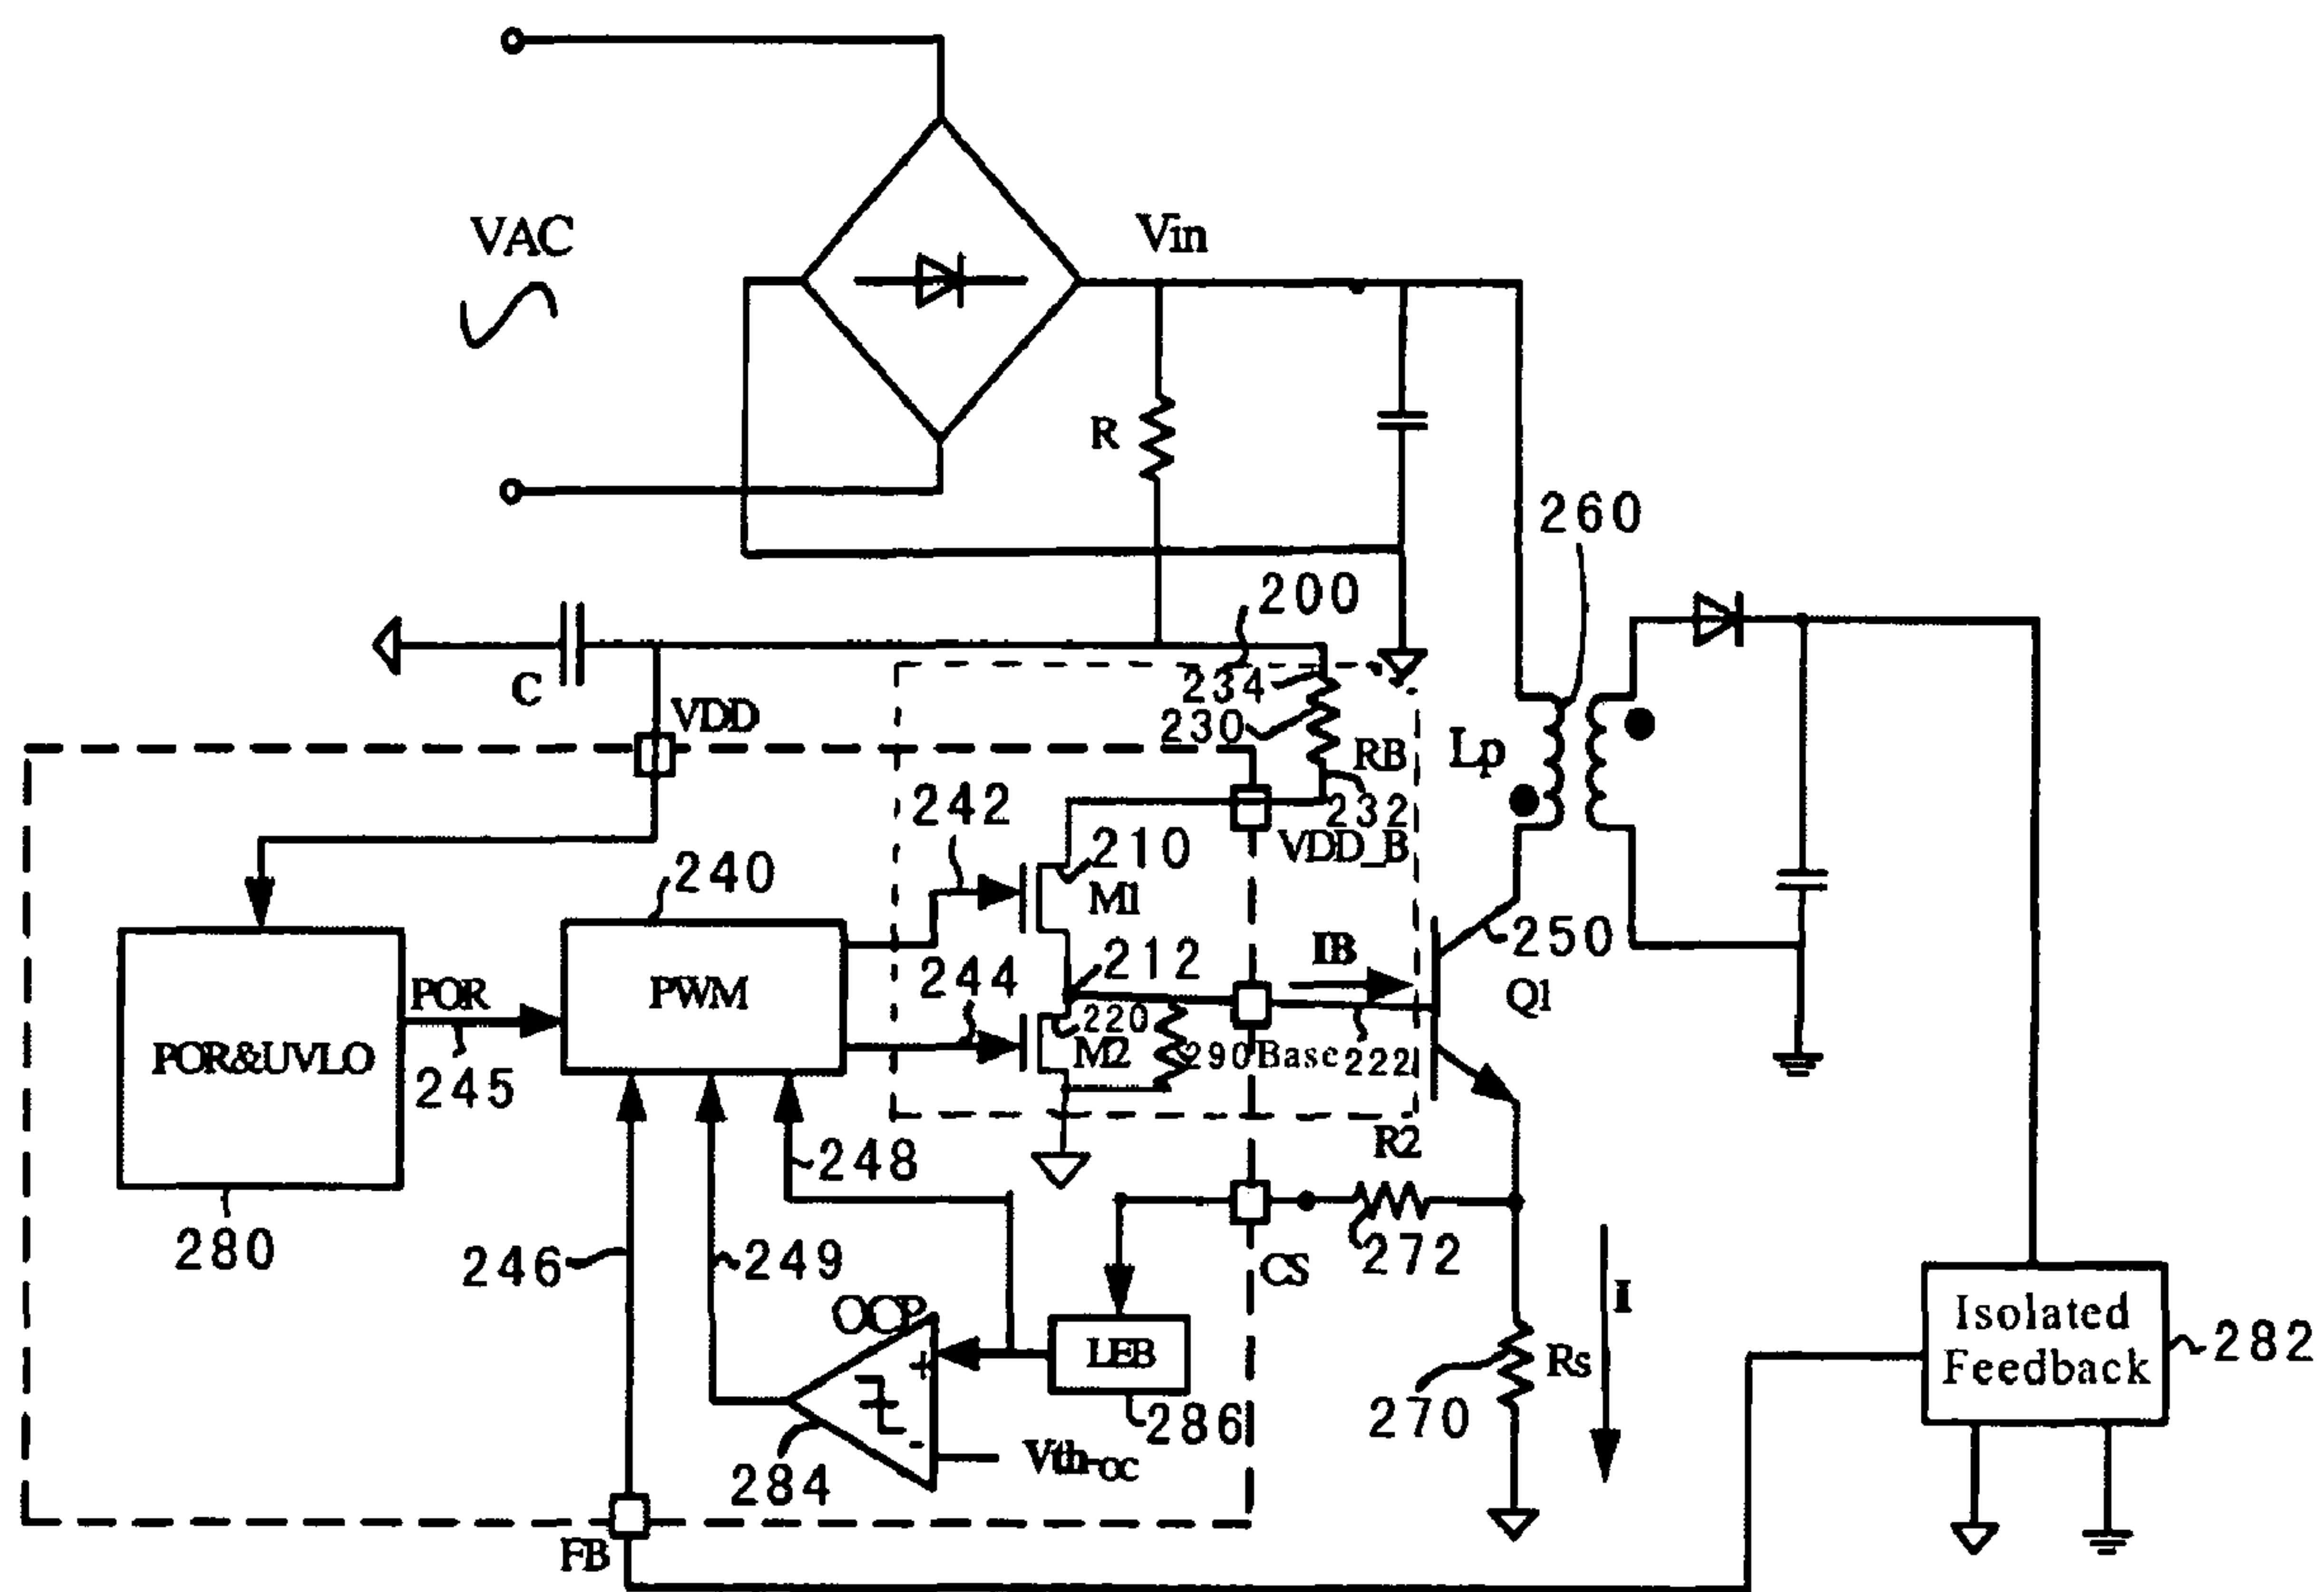 VAC
Vin
R
260
200
C
234
VDD
230
RB
Lp
242
232
VDD_B
210
240
M1
250
212
IB
PWM
244
Q1
POR
220
M2
290
Base
222
POR&UVLO
245
R2
248
280
246
249
CS
272
OCP
I
+
LEB
Rs
Isolated
Feedback
282
270
286
-
Vth-oc
284
FB